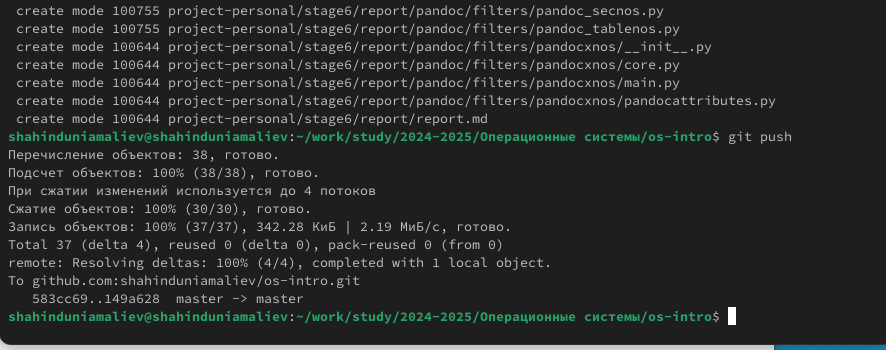 create mode 100755 project-personal/stage6/report/pandoc/filters/pandoc_secnos.py
create mode 100755 project-personal/stage6/report/pandoc/filters/pandoc_tablenos.py
create mode 100644 project-personal/stage6/report/pandoc/filters/pandocxnos/__init__.py
create mode 100644 project-personal/stage6/report/pandoc/filters/pandocxnos/core.py
create mode 100644 project-personal/stage6/report/pandoc/filters/pandocxnos/main.py
create mode 100644 project-personal/stage6/report/pandoc/filters/pandocxnos/pandocattributes.py
create mode 100644 project-personal/stage6/report/report.md
shahinduniamaliev@shahinduniamaliev:~/work/study/2024-2025/Операционные системы/os-intro$ git push
Перечисление объектов: 38, готово.
Подсчет объектов: 100% (38/38), готово.
При сжатии изменений используется до 4 потоков
Сжатие объектов: 100% (30/30), готово.
Запись объектов: 100% (37/37), 342.28 КиБ | 2.19 МиБ/с, готово.
Total 37 (delta 4), reused 0 (delta 0), pack-reused 0 (from 0)
remote: Resolving deltas: 100% (4/4), completed with 1 local object.
To github.com:shahinduniamaliev/os-intro.git
583cc69..149a628  master -> master
shahinduniamaliev@shahinduniamaliev:~/work/study/2024-2025/Операционные системы/os-intro$